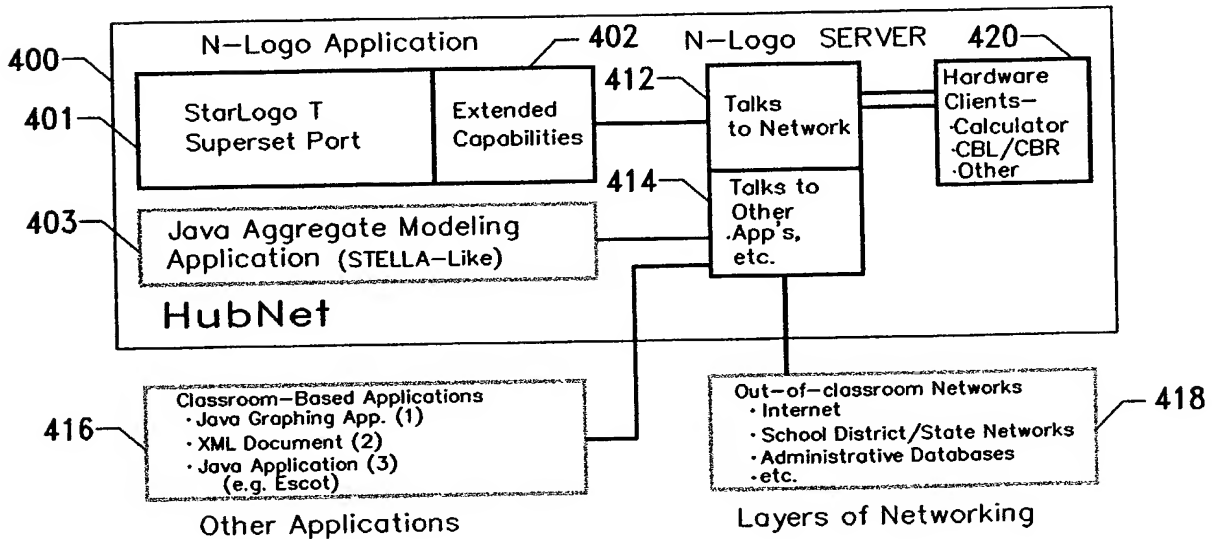 N-Logo Application
402
N-Logo SERVER
420
400
401
StarLogo T
Superset Port
Extended
Capabilities
412
Talks
to Network
Hardware
Clients-
·Calculator
·CBL/CBR
·Other
403
Java Aggregate Modeling
Application (STELLA-Like)
414
Talks to
Other
·App's,
etc.
HubNet
416
Classroom-Based Applications
· Java Graphing App. (1)
· XML Document (2)
· Java Application (3)
(e.g. Escot)
Other Applications
Out-of-classroom Networks
· Internet
· School District/State Networks
· Administrative Databases
·etc.
418
Layers of Networking